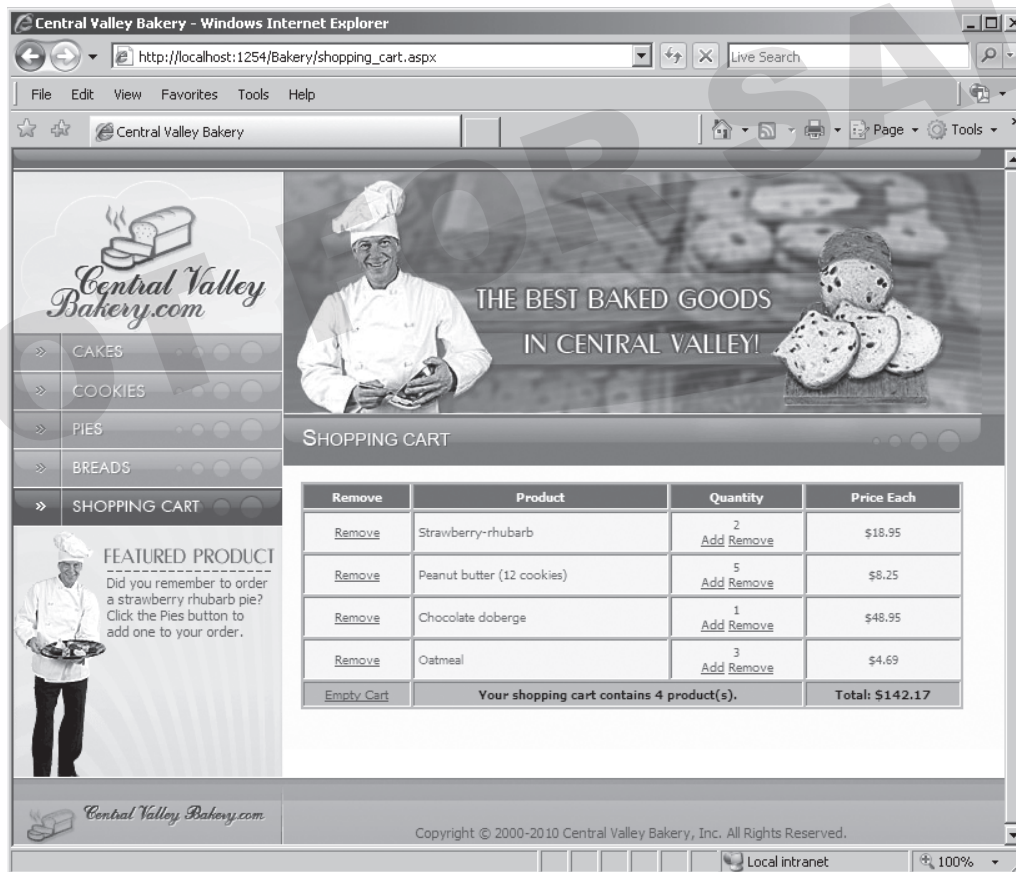 Central Valley Bakery - Windows Internet Explorer
http://localhost:1254/Bakery/shopping_cart.aspx
Live Search
File Edit View Favorites Tools Help
Central Valley Bakery
Page Tools
Central Valley
Bakery.com
THE BEST BAKED GOODS
IN CENTRAL VALLEY!
CAKES
COOKIES
PIES
BREADS
SHOPPING CART
FEATURED PRODUCT
Did you remember to order
a strawberry rhubarb pie?
Click the Pies button to
add one to your order.
SHOPPING CART
Remove Product Quantity Price Each
Remove Strawberry-rhubarb 2 Add Remove $18.95
Remove Peanut butter (12 cookies) 5 Add Remove $8.25
Remove Chocolate doberge 1 Add Remove $48.95
Remove Oatmeal 3 Add Remove $4.69
Empty Cart Your shopping cart contains 4 product(s). Total: $142.17
Central Valley Bakery.com
Copyright © 2000-2010 Central Valley Bakery, Inc. All Rights Reserved.
Local intranet 100%